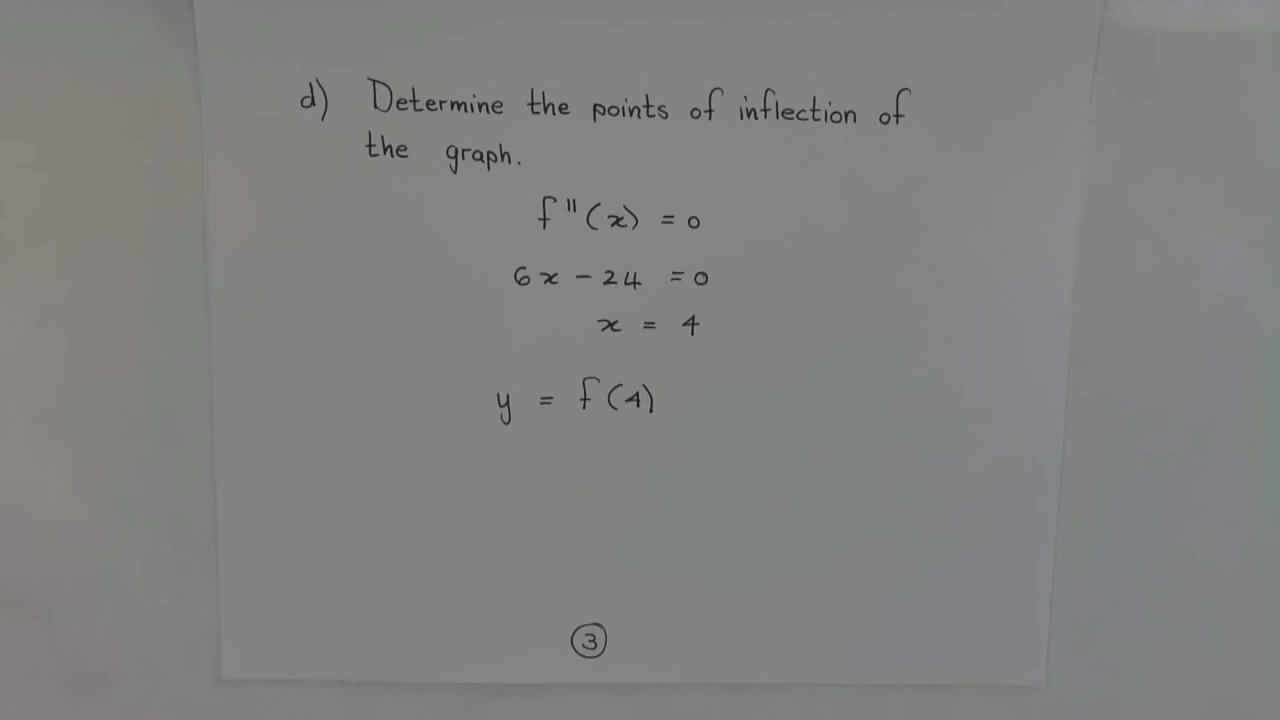 d) Determine the points of inflection of
the graph.
f"(x) = 0
6x - 24 = 0
x = 4
y = f(4)
3